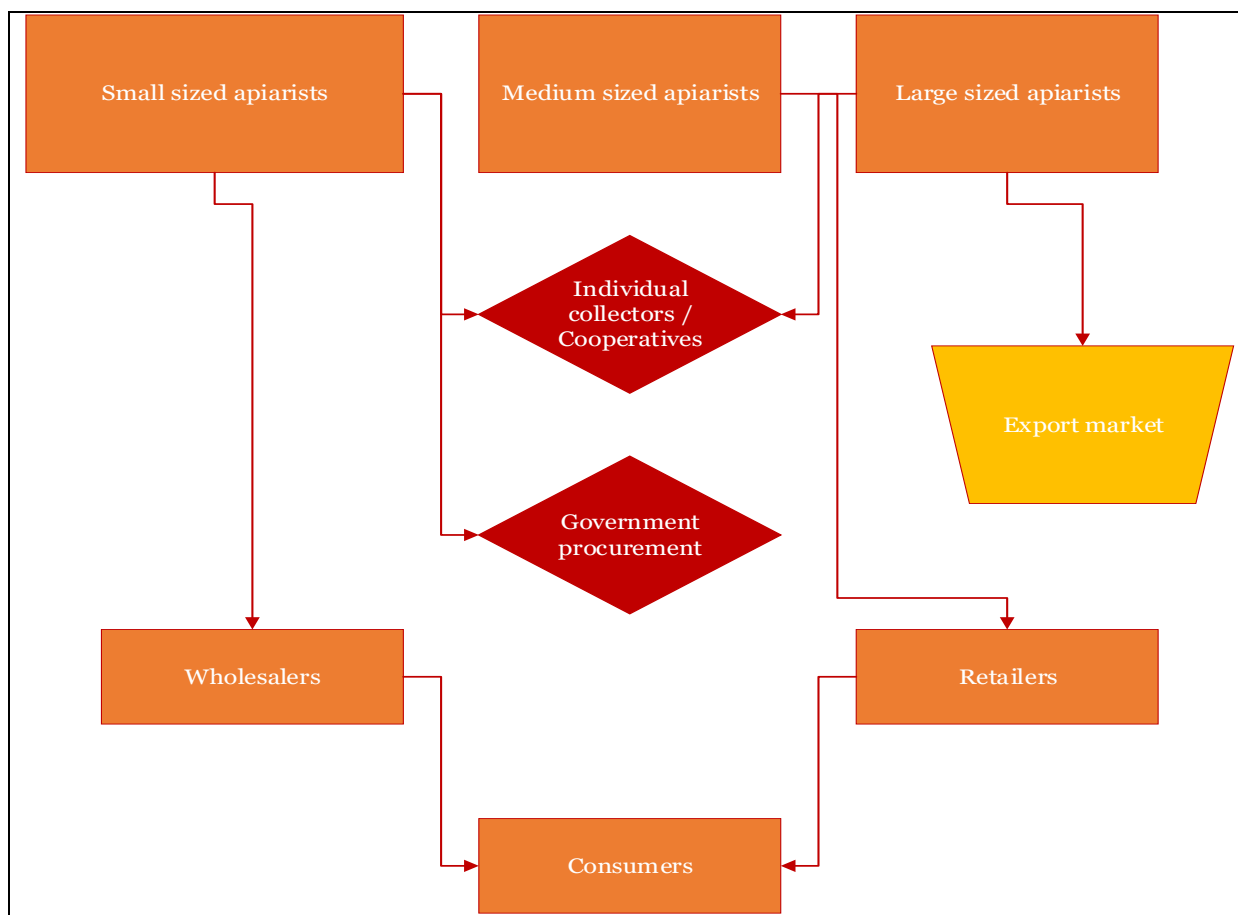 Small sized apiarists
Medium sized apiarists
Large sized apiarists
Individual
collectors /
Cooperatives
Export market
Government
procurement
Wholesalers
Retailers
Consumers